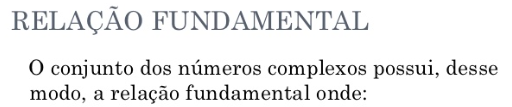 RELAÇÃO FUNDAMENTAL
O conjunto dos números complexos possui, desse
modo, a relação fundamental onde: